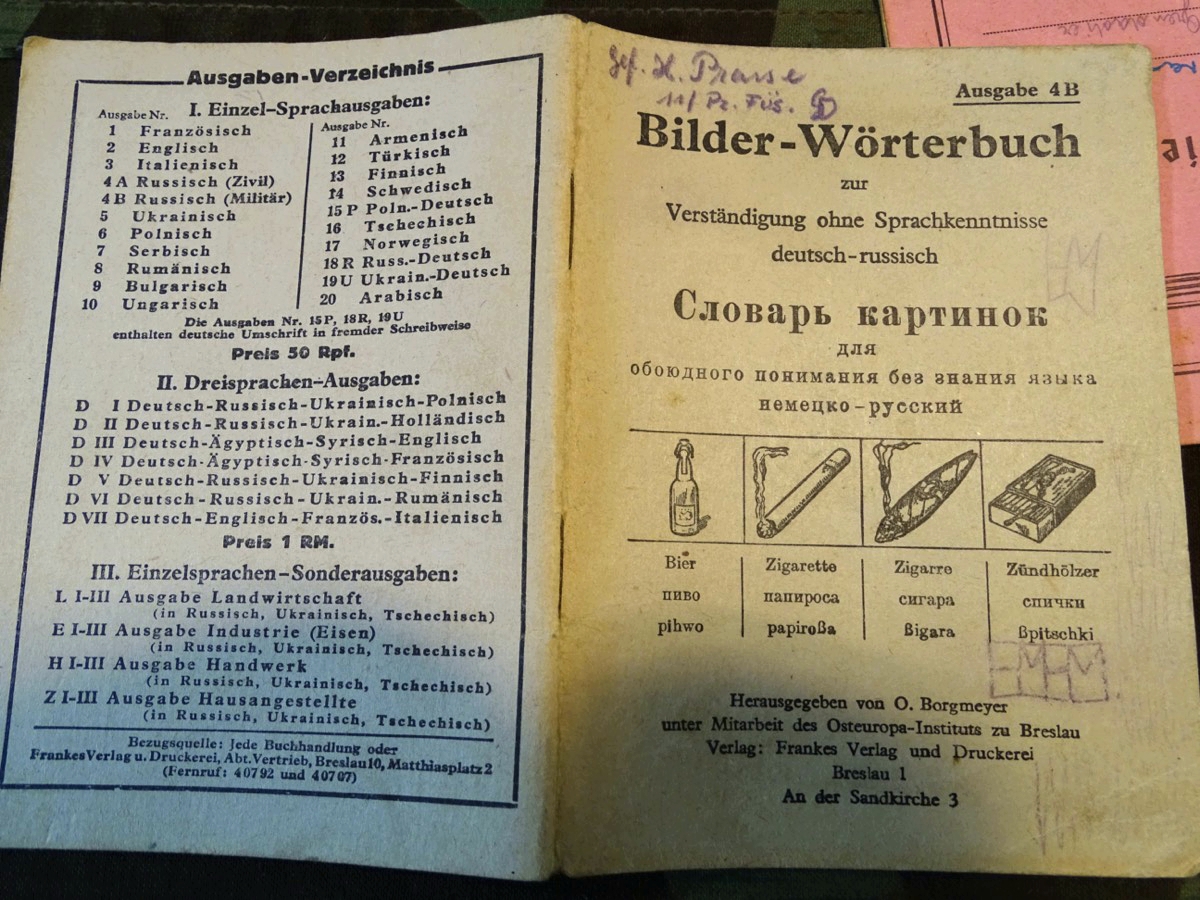 Ausgaben-Verzeichnis
I. Einzel-Sprachausgaben:
Ausgabe Nr.
1 Französisch
2 Englisch
3 Italienisch
4 A Russisch (Zivil)
4B Russisch (Militär)
5 Ukrainisch
6 Polnisch
7 Serbisch
8 Rumänisch
9 Bulgarisch
10 Ungarisch
Ausgabe Nr.
11 Armenisch
12 Türkisch
13 Finnisch
14 Schwedisch
15 P Poln.-Deutsch
16 Tschechisch
17 Norwegisch
18 R Russ.-Deutsch
19 U Ukrain.-Deutsch
20 Arabisch
Die Ausgaben Nr. 15 P, 18 R, 19 U
enthalten deutsche Umschrift in fremder Schreibweise
Preis 50 Rpf.
II. Dreisprachen-Ausgaben:
D I Deutsch-Russisch-Ukrainisch-Polnisch
D II Deutsch-Russisch-Ukrain.-Holländisch
D III Deutsch-Ägyptisch-Syrisch-Englisch
D IV Deutsch-Ägyptisch-Syrisch-Französisch
D V Deutsch-Russisch-Ukrainisch-Finnisch
D VI Deutsch-Russisch-Ukrain.-Rumänisch
D VII Deutsch-Englisch-Französ.-Italienisch
Preis 1 RM.
III. Einzelsprachen-Sonderausgaben:
L I-III Ausgabe Landwirtschaft
(in Russisch, Ukrainisch, Tschechisch)
E I-III Ausgabe Industrie (Eisen)
(in Russisch, Ukrainisch, Tschechisch)
H I-III Ausgabe Handwerk
(in Russisch, Ukrainisch, Tschechisch)
Z I-III Ausgabe Hausangestellte
(in Russisch, Ukrainisch, Tschechisch)
Bezugsquelle: Jede Buchhandlung oder
Frankes Verlag u. Druckerei, Abt. Vertrieb, Breslau 10, Matthiasplatz 2
(Fernruf: 40792 und 40707)
Gef. H. Prasse
11/ Pz. Füs. GD
Ausgabe 4B
Bilder-Wörterbuch
zur
Verständigung ohne Sprachkenntnisse
deutsch-russisch
Словарь картинок
для
обоюдного понимания без знания языка
немецко-русский
Bier Zigarette Zigarre Zündhölzer
пиво папироса сигара спички
pihwo papiroßa ßigara ßpitschki
Herausgegeben von O. Borgmeyer
unter Mitarbeit des Osteuropa-Instituts zu Breslau
Verlag: Frankes Verlag und Druckerei
Breslau 1
An der Sandkirche 3